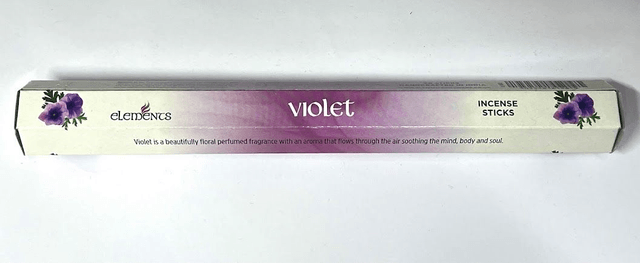 elements
Violet
INCENSE
STICKS
Violet is a beautifully floral perfumed fragrance with an aroma that flows through the air soothing the mind, body and soul.